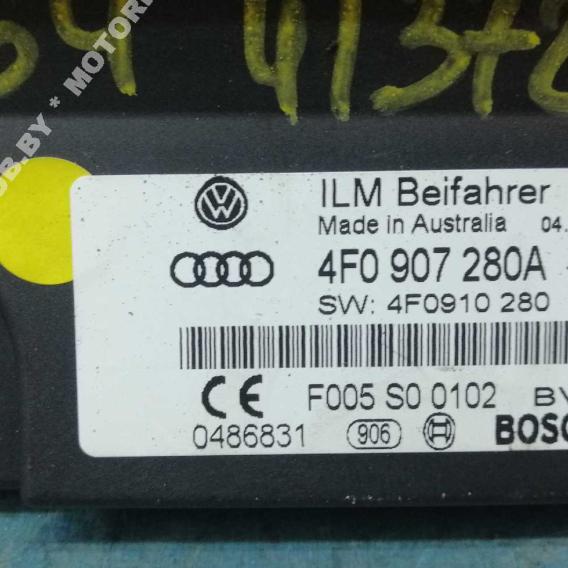 ILM Beifahrer
Made in Australia 04.
4F0 907 280A
SW: 4F0910 280
F005 S0 0102
0486831 906 BOSC